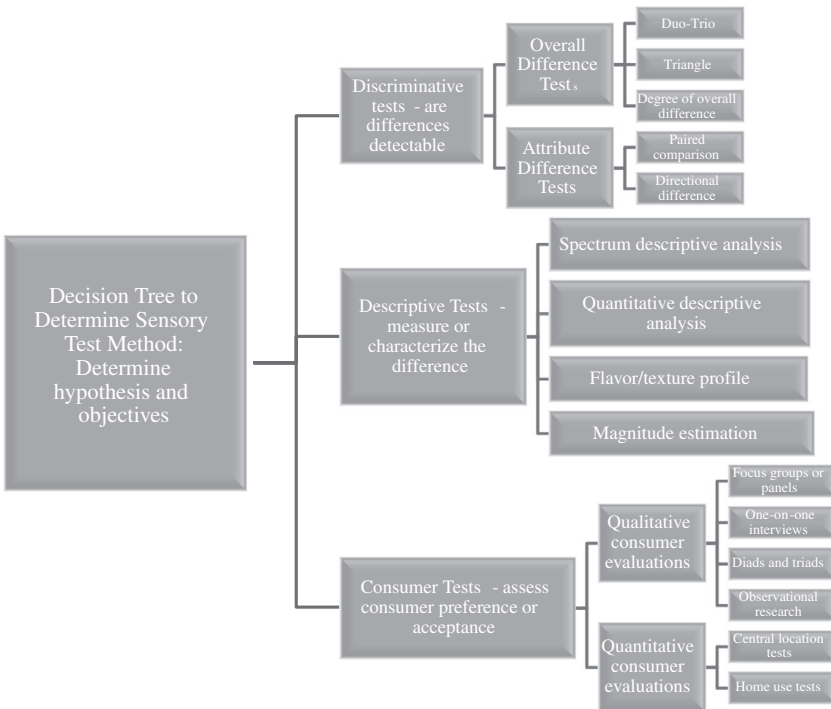 Decision Tree to
Determine Sensory
Test Method:
Determine
hypothesis and
objectives
Discriminative
tests - are
differences
detectable
Overall
Difference
Tests
Duo-Trio
Triangle
Degree of overall
difference
Attribute
Difference
Tests
Paired
comparison
Directional
difference
Descriptive Tests -
measure or
characterize the
difference
Spectrum descriptive analysis
Quantitative descriptive
analysis
Flavor/texture profile
Magnitude estimation
Consumer Tests - assess
consumer preference or
acceptance
Qualitative
consumer
evaluations
Focus groups or
panels
One-on-one
interviews
Diads and triads
Observational
research
Quantitative
consumer
evaluations
Central location
tests
Home use tests